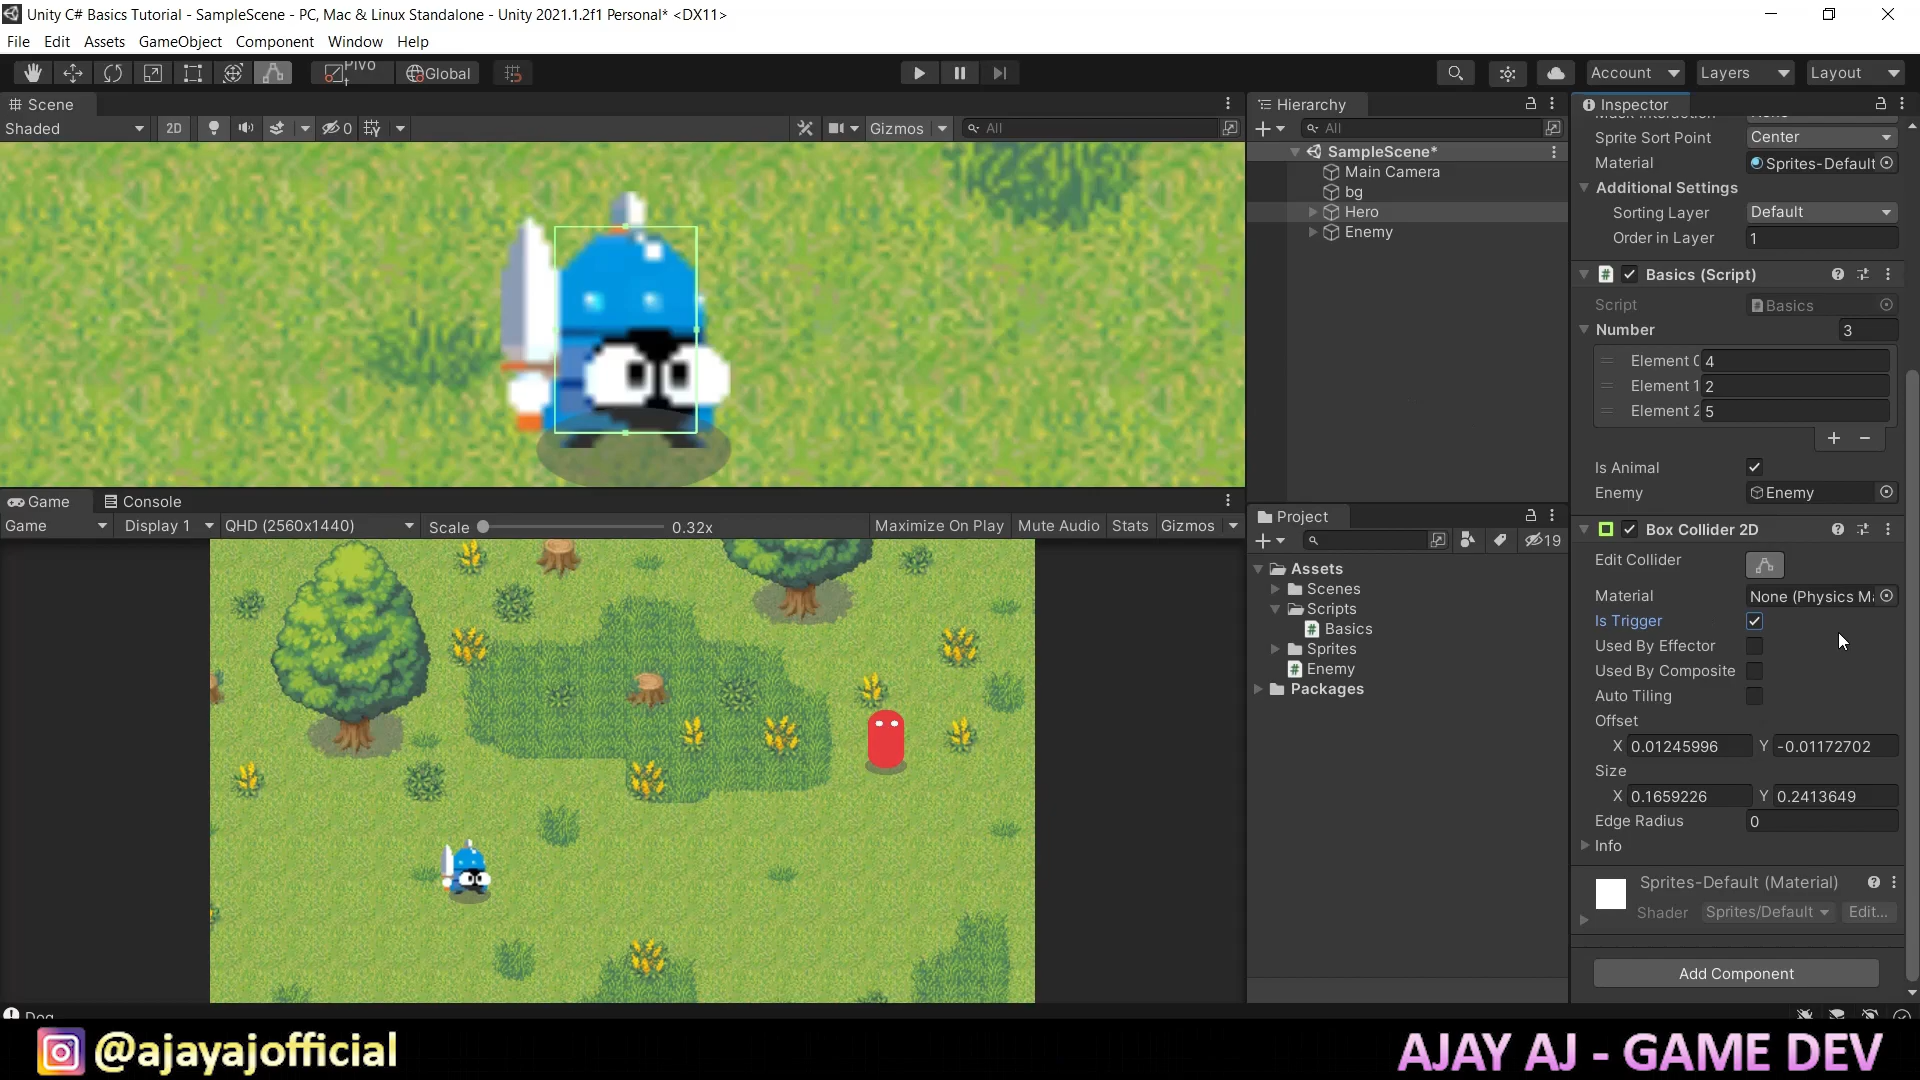 Unity C# Basics Tutorial - SampleScene - PC, Mac & Linux Standalone - Unity 2021.1.2f1 Personal* <DX11>
File Edit Assets GameObject Component Window Help
Global Account Layers Layout
Scene
Shaded 2D 0 Gizmos All
Game Console
Game Display 1 QHD (2560x1440) Scale 0.32x Maximize On Play Mute Audio Stats Gizmos
Hierarchy
All
SampleScene*
Main Camera
bg
Hero
Enemy
Project
19
Assets
Scenes
Scripts
Basics
Sprites
Enemy
Packages
Inspector
Sprite Sort Point Center
Material Sprites-Default
Additional Settings
Sorting Layer Default
Order in Layer 1
Basics (Script)
Script Basics
Number 3
Element 4
Element 1 2
Element 2 5
Is Animal
Enemy Enemy
Box Collider 2D
Edit Collider
Material None (Physics
Is Trigger
Used By Effector
Used By Composite
Auto Tiling
Offset
X 0.01245996 Y -0.01172702
Size
X 0.1659226 Y 0.2413649
Edge Radius 0
Info
Sprites-Default (Material)
Shader Sprites/Default Edit...
Add Component
@ajayajofficial
AJAY AJ - GAME DEV